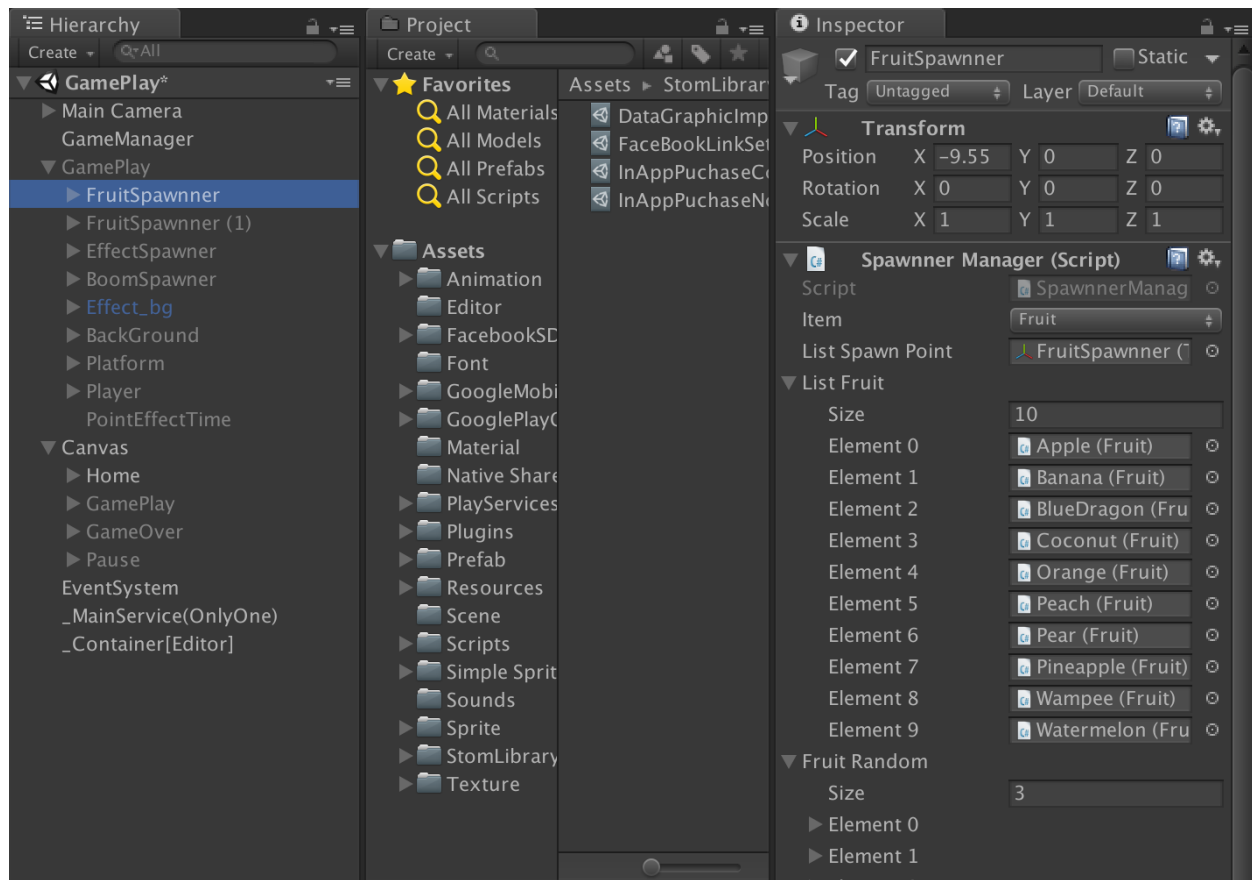 Hierarchy
Create
All
GamePlay*
Main Camera
GameManager
GamePlay
FruitSpawnner
FruitSpawnner (1)
EffectSpawner
BoomSpawner
Effect_bg
BackGround
Platform
Player
PointEffectTime
Canvas
Home
GamePlay
GameOver
Pause
EventSystem
_MainService(OnlyOne)
_Container[Editor]
Project
Create
Favorites
All Materials
All Models
All Prefabs
All Scripts
Assets
Animation
Editor
FacebookSD
Font
GoogleMobi
GooglePlayG
Material
Native Share
PlayServices
Plugins
Prefab
Resources
Scene
Scripts
Simple Sprit
Sounds
Sprite
StomLibrary
Texture
Assets ▸ StomLibrar
DataGraphicImp
FaceBookLinkSet
InAppPuchaseCo
InAppPuchaseNo
Inspector
FruitSpawnner Static
Tag Untagged Layer Default
Transform
Position X -9.55 Y 0 Z 0
Rotation X 0 Y 0 Z 0
Scale X 1 Y 1 Z 1
C# Spawnner Manager (Script)
Script SpawnnerManag
Item Fruit
List Spawn Point FruitSpawnner (T
List Fruit
Size 10
Element 0 Apple (Fruit)
Element 1 Banana (Fruit)
Element 2 BlueDragon (Fru
Element 3 Coconut (Fruit)
Element 4 Orange (Fruit)
Element 5 Peach (Fruit)
Element 6 Pear (Fruit)
Element 7 Pineapple (Fruit)
Element 8 Wampee (Fruit)
Element 9 Watermelon (Fru
Fruit Random
Size 3
Element 0
Element 1